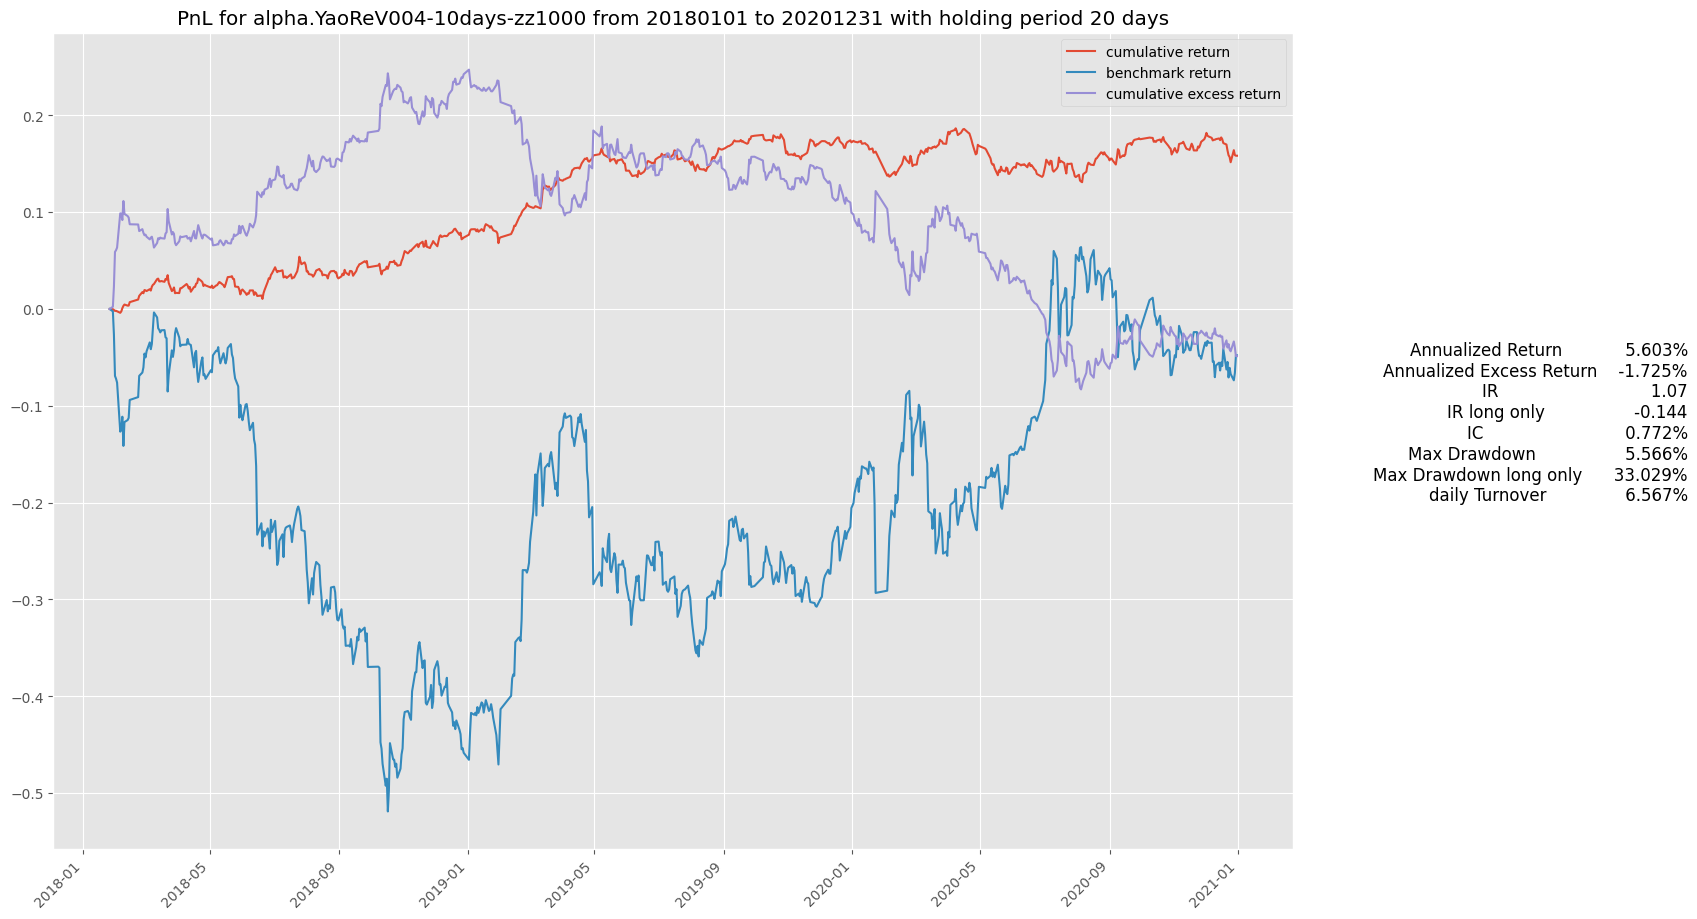 PnL for alpha.YaoReV004-10days-zz1000 from 20180101 to 20201231 with holding period 20 days
cumulative return
benchmark return
cumulative excess return
0.2
0.1
0.0
−0.1
−0.2
−0.3
−0.4
−0.5
Annualized Return 5.603%
Annualized Excess Return -1.725%
IR 1.07
IR long only -0.144
IC 0.772%
Max Drawdown 5.566%
Max Drawdown long only 33.029%
daily Turnover 6.567%
2018-01
2018-05
2018-09
2019-01
2019-05
2019-09
2020-01
2020-05
2020-09
2021-01